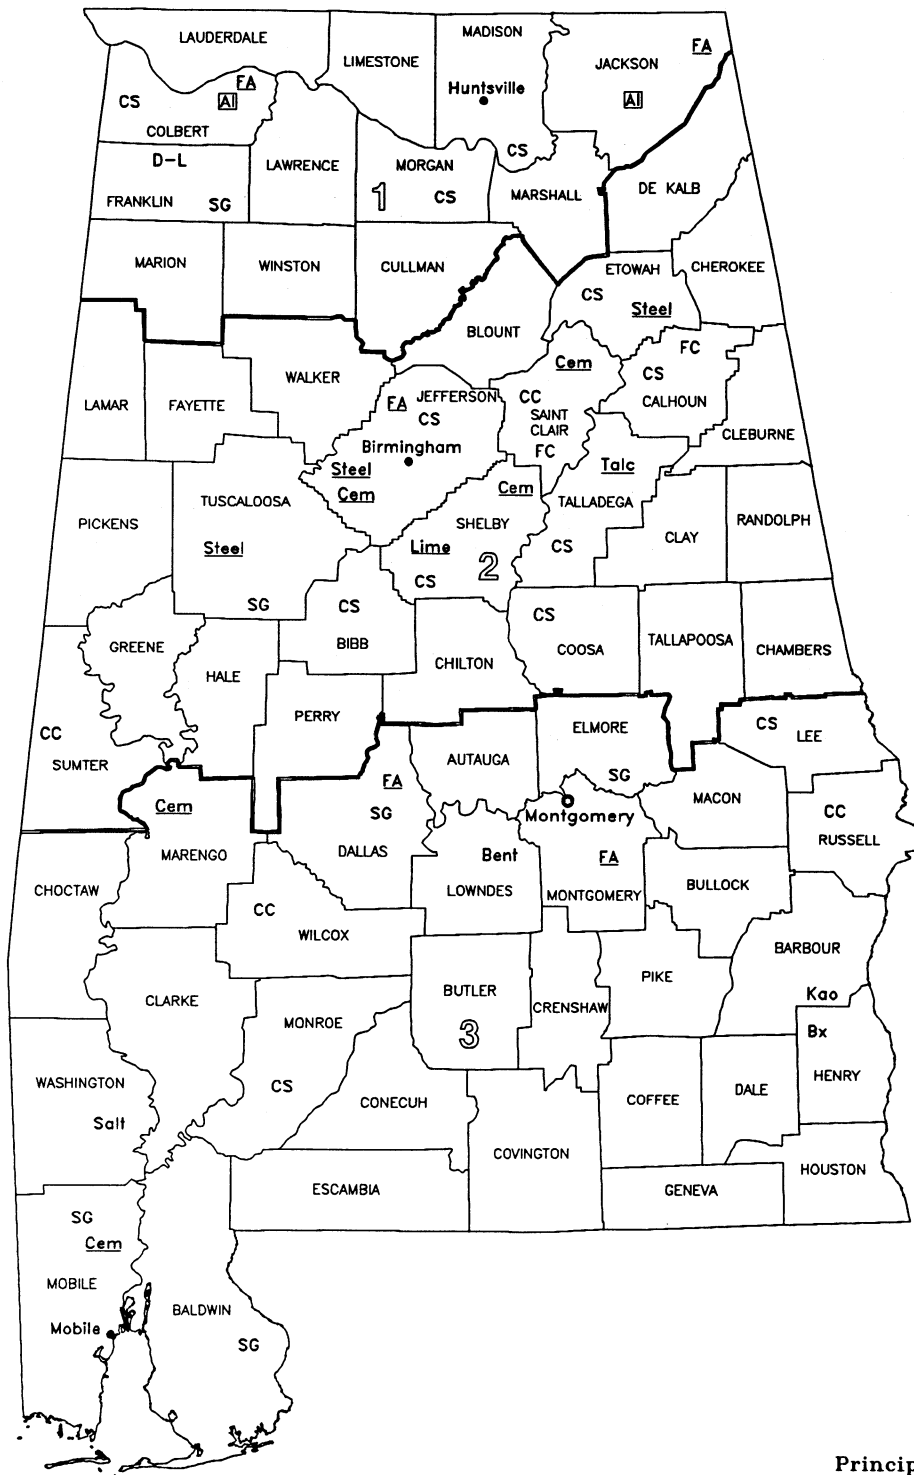 LAUDERDALE
LIMESTONE
MADISON
Huntsville
CS
JACKSON
FA
Al
CS
FA
Al
COLBERT
D-L
FRANKLIN SG
LAWRENCE
MORGAN
1 CS
MARSHALL
DE KALB
MARION
WINSTON
CULLMAN
BLOUNT
ETOWAH
CS
Steel
CHEROKEE
LAMAR
FAYETTE
WALKER
JEFFERSON
FA
CS
Birmingham
Steel
Cem
Cem
CC
SAINT
CLAIR
FC
FC
CS
CALHOUN
CLEBURNE
PICKENS
TUSCALOOSA
Steel
SG
Cem
SHELBY
Lime
CS
2
Talc
TALLADEGA
CS
CLAY
RANDOLPH
GREENE
HALE
CS
BIBB
CHILTON
CS
COOSA
TALLAPOOSA
CHAMBERS
CC
SUMTER
PERRY
AUTAUGA
ELMORE
SG
CS
LEE
Cem
MARENGO
FA
SG
DALLAS
Montgomery
MACON
CC
RUSSELL
CHOCTAW
CC
WILCOX
Bent
LOWNDES
FA
MONTGOMERY
BULLOCK
CLARKE
MONROE
CS
BUTLER
3
CRENSHAW
PIKE
BARBOUR
Kao
WASHINGTON
Salt
CONECUH
COVINGTON
COFFEE
DALE
Bx
HENRY
ESCAMBIA
GENEVA
HOUSTON
SG
Cem
MOBILE
Mobile
BALDWIN
SG
Princip